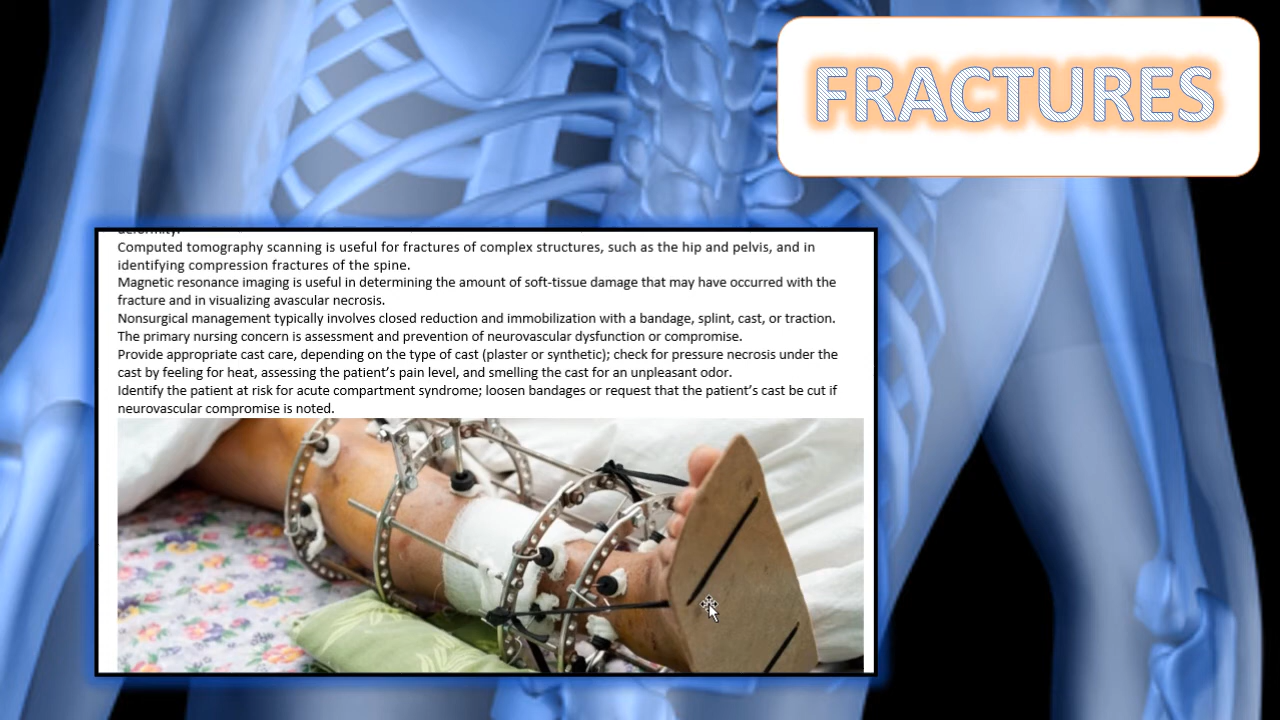 FRACTURES
deformity.
Computed tomography scanning is useful for fractures of complex structures, such as the hip and pelvis, and in
identifying compression fractures of the spine.
Magnetic resonance imaging is useful in determining the amount of soft-tissue damage that may have occurred with the
fracture and in visualizing avascular necrosis.
Nonsurgical management typically involves closed reduction and immobilization with a bandage, splint, cast, or traction.
The primary nursing concern is assessment and prevention of neurovascular dysfunction or compromise.
Provide appropriate cast care, depending on the type of cast (plaster or synthetic); check for pressure necrosis under the
cast by feeling for heat, assessing the patient’s pain level, and smelling the cast for an unpleasant odor.
Identify the patient at risk for acute compartment syndrome; loosen bandages or request that the patient’s cast be cut if
neurovascular compromise is noted.